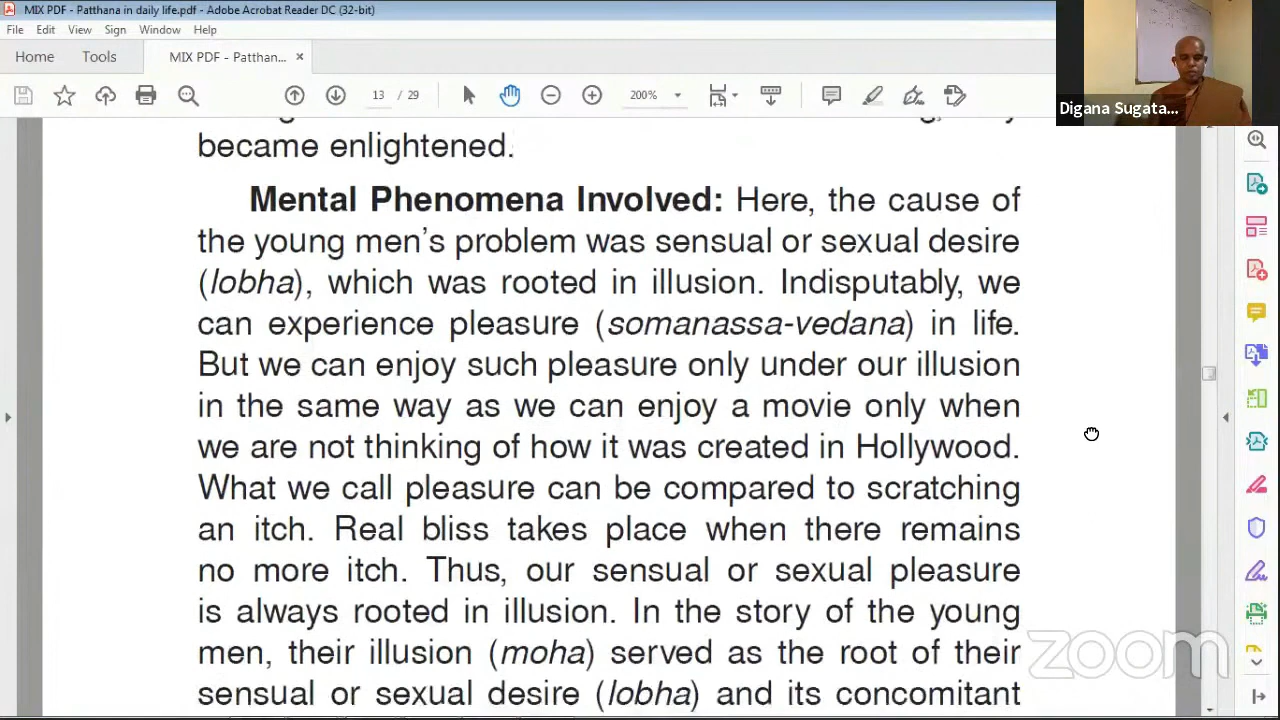 MIX PDF - Patthana in daily life.pdf - Adobe Acrobat Reader DC (32-bit)
File Edit View Sign Window Help
Home Tools MIX PDF - Patthan... ×
13 / 29 200%
Digana Sugata...
became enlightened.
Mental Phenomena Involved: Here, the cause of
the young men’s problem was sensual or sexual desire
(lobha), which was rooted in illusion. Indisputably, we
can experience pleasure (somanassa-vedana) in life.
But we can enjoy such pleasure only under our illusion
in the same way as we can enjoy a movie only when
we are not thinking of how it was created in Hollywood.
What we call pleasure can be compared to scratching
an itch. Real bliss takes place when there remains
no more itch. Thus, our sensual or sexual pleasure
is always rooted in illusion. In the story of the young
men, their illusion (moha) served as the root of their
sensual or sexual desire (lobha) and its concomitant
zoom